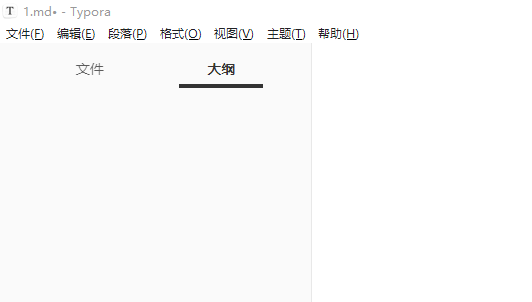 T 1.md• - Typora
文件(F) 编辑(E) 段落(P) 格式(O) 视图(V) 主题(T) 帮助(H)
文件 大纲